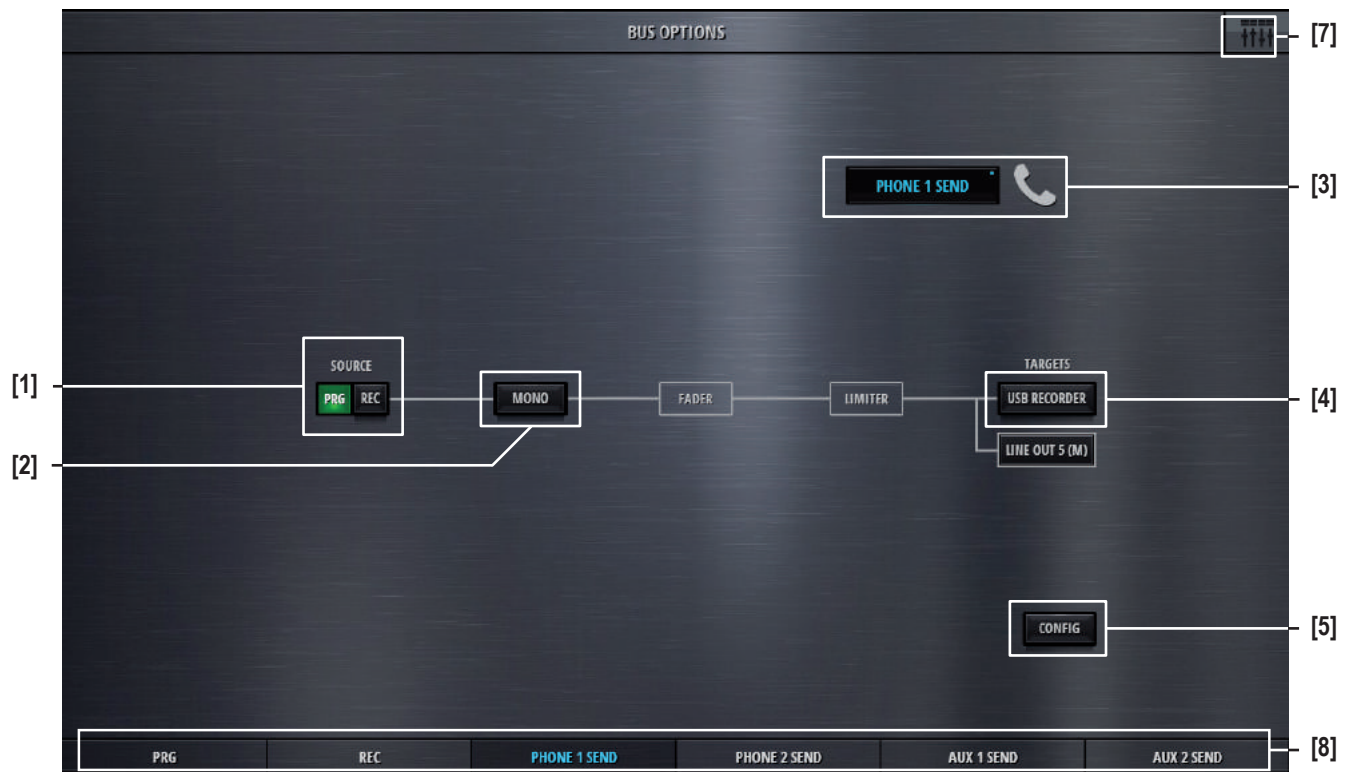 BUS OPTIONS
[7]
PHONE 1 SEND
[3]
SOURCE
TARGETS
[1]
PRG REC
MONO
FADER
LIMITER
USB RECORDER
[4]
LINE OUT 5 (M)
[2]
CONFIG
[5]
PRG REC PHONE 1 SEND PHONE 2 SEND AUX 1 SEND AUX 2 SEND
[8]